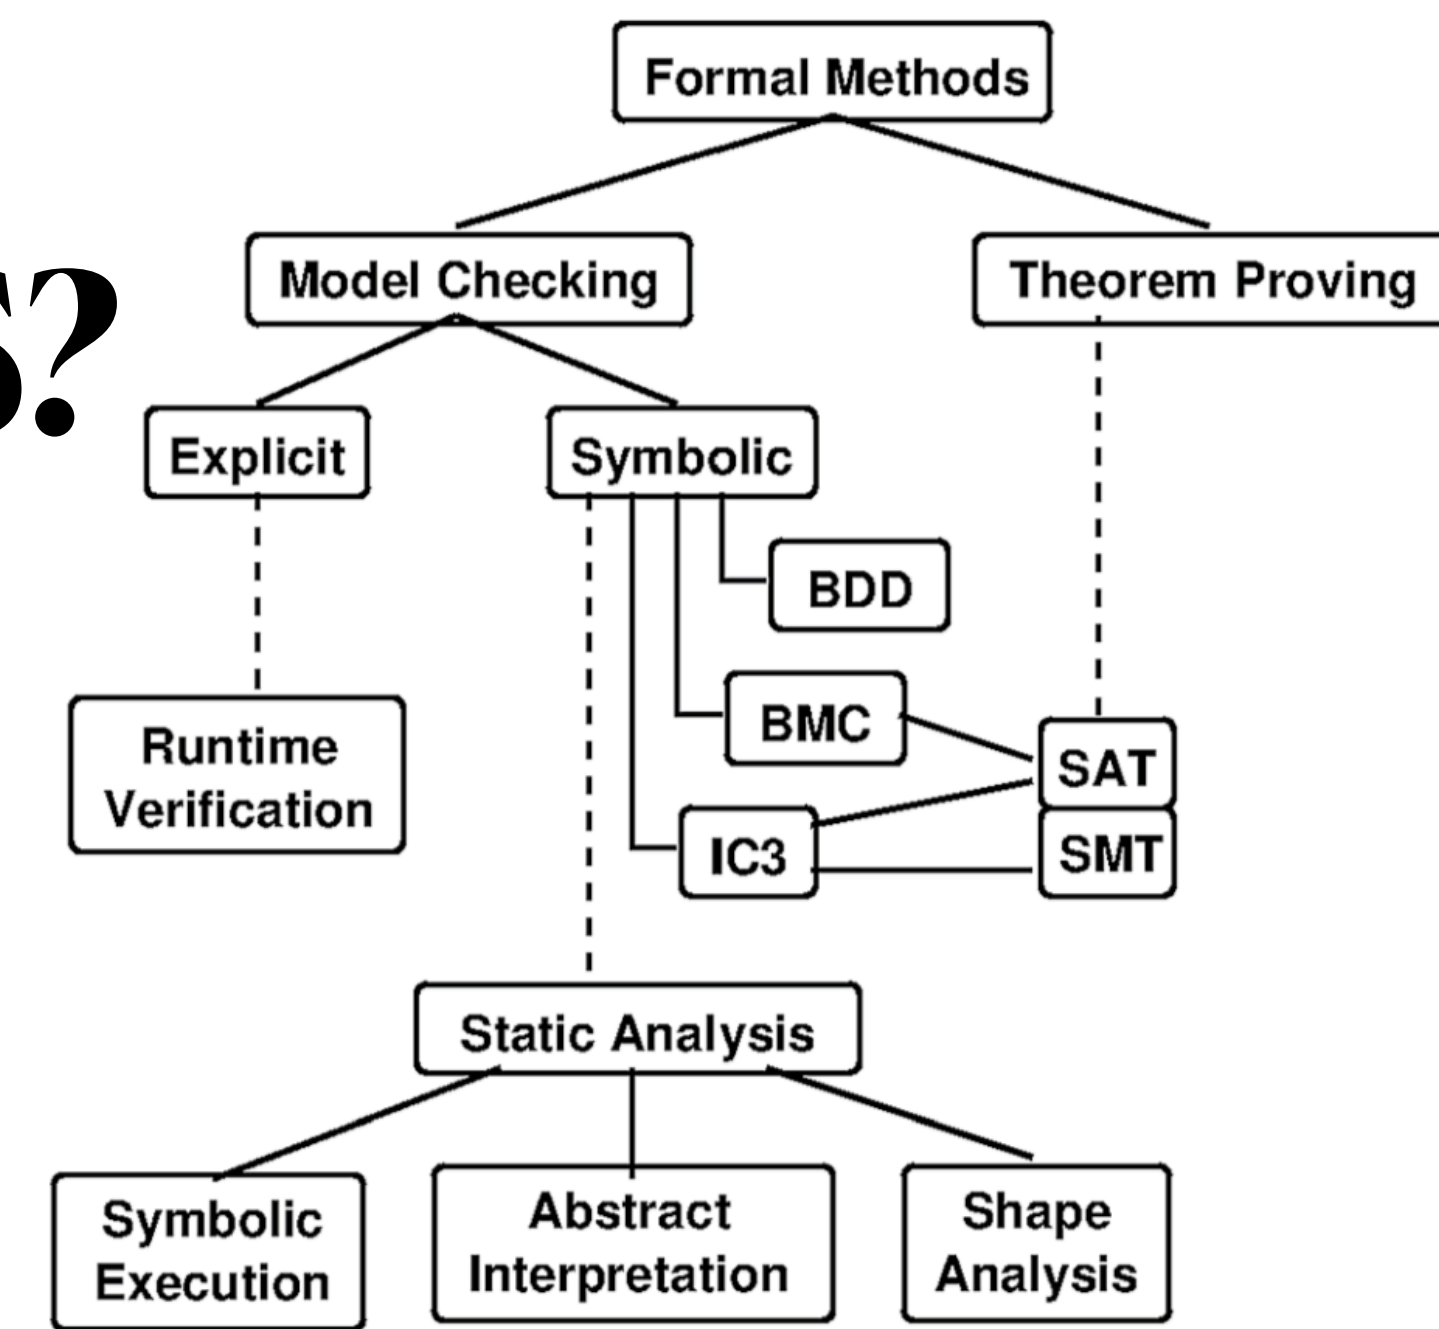 Formal Methods
Model Checking
Theorem Proving
s?
Explicit
Symbolic
BDD
BMC
Runtime
Verification
SAT
IC3
SMT
Static Analysis
Symbolic
Execution
Abstract
Interpretation
Shape
Analysis